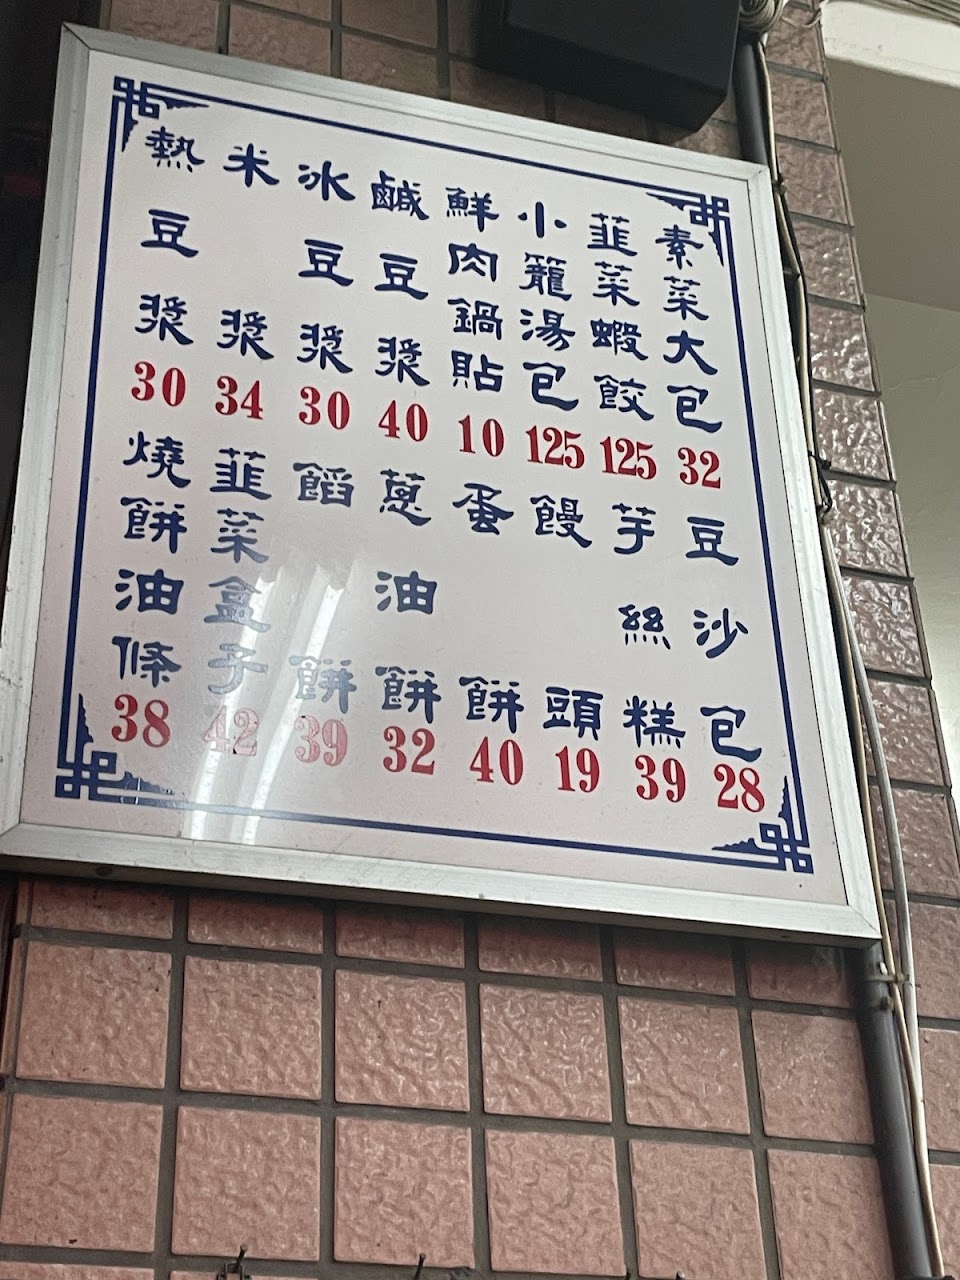 素菜大包 32
韭菜蝦餃 125
小籠湯包 125
鮮肉鍋貼 10
鹹豆漿 40
冰豆漿 30
米漿 34
熱豆漿 30
豆沙包 28
芋絲糕 39
饅頭 19
蛋餅 40
蔥油餅 32
餡餅 39
韭菜盒子 42
燒餅油條 38